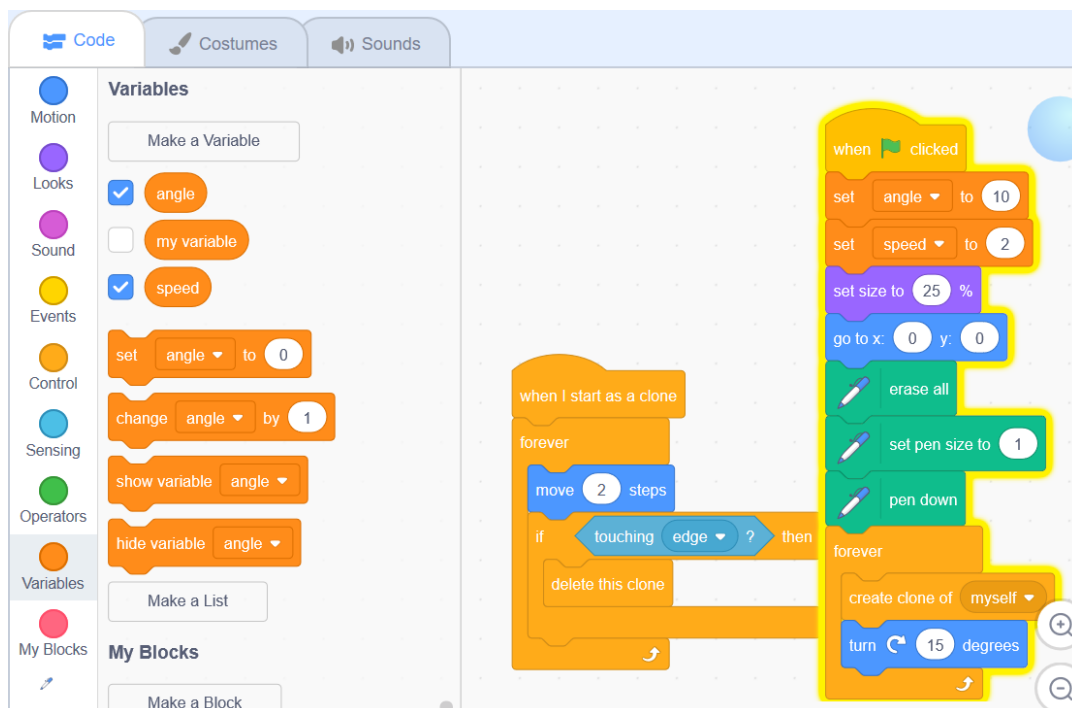 Code
Costumes
Sounds
Motion
Looks
Sound
Events
Control
Sensing
Operators
Variables
My Blocks
Variables
Make a Variable
angle
my variable
speed
set angle to 0
change angle by 1
show variable angle
hide variable angle
Make a List
My Blocks
Make a Block
when I start as a clone
forever
move 2 steps
if touching edge ? then
delete this clone
when clicked
set angle to 10
set speed to 2
set size to 25 %
go to x: 0 y: 0
erase all
set pen size to 1
pen down
forever
create clone of myself
turn 15 degrees